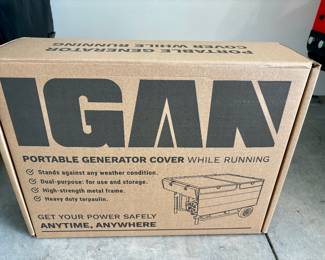 PORTABLE GENERATOR
COVER WHILE RUNNING
IGAN
PORTABLE GENERATOR COVER WHILE RUNNING
Stands against any weather condition.
Dual-purpose: for use and storage.
High-strength metal frame.
Heavy duty tarpaulin.
GET YOUR POWER SAFELY
ANYTIME, ANYWHERE